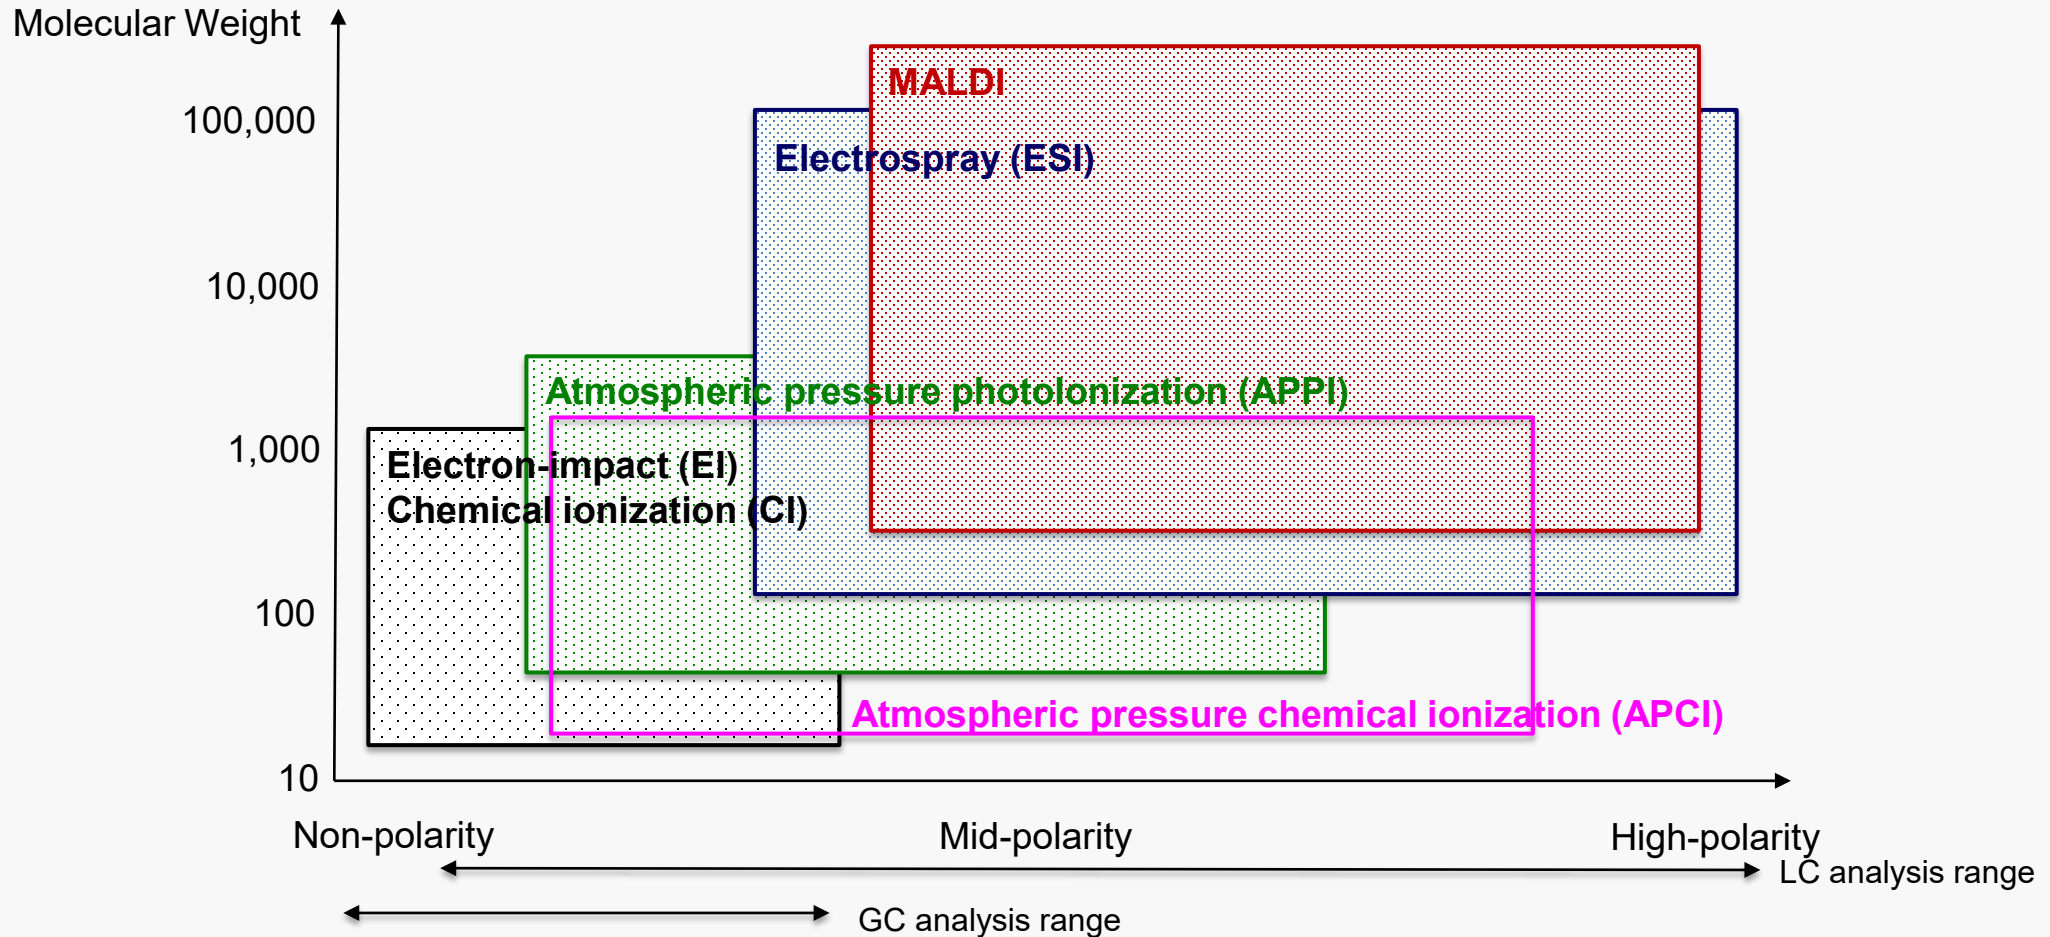 Molecular Weight
MALDI
100,000
Electrospray (ESI)
10,000
Atmospheric pressure photolonization (APPI)
1,000
Electron-impact (EI)
Chemical ionization (CI)
100
Atmospheric pressure chemical ionization (APCI)
10
Non-polarity
Mid-polarity
High-polarity
LC analysis range
GC analysis range